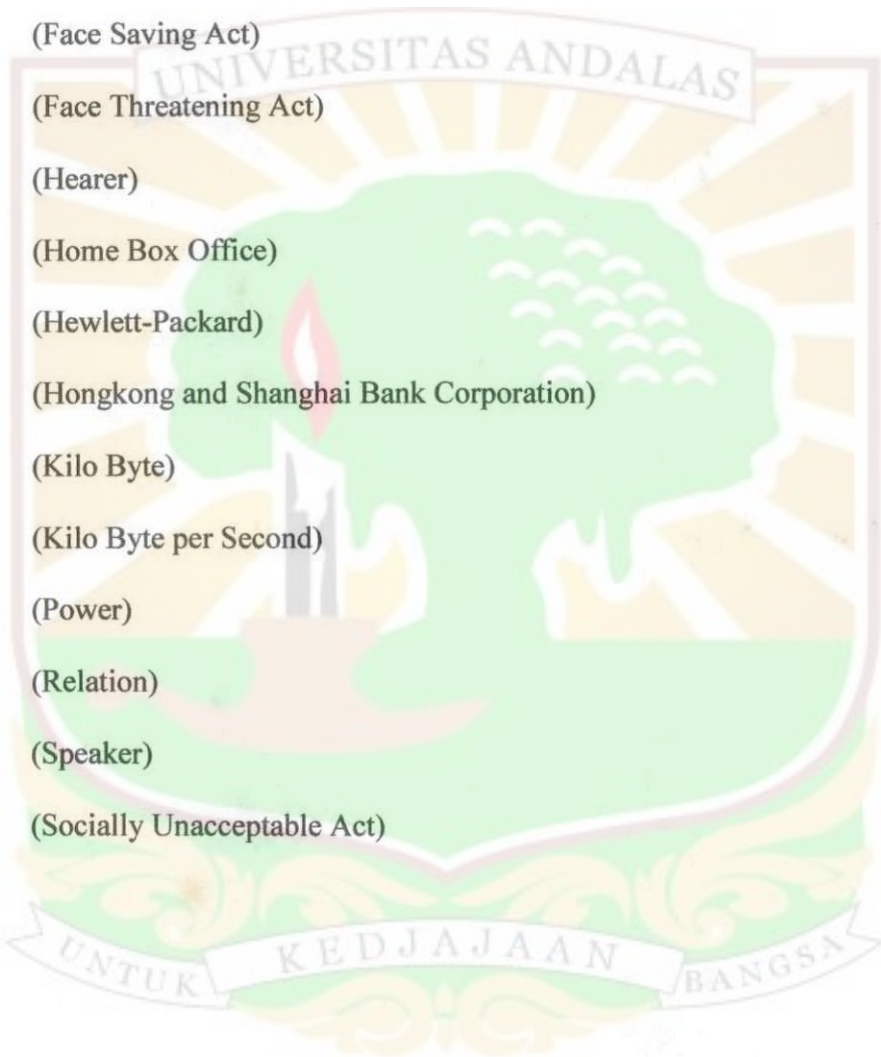 (Face Saving Act)
UNIVERSITAS ANDALAS
(Face Threatening Act)
(Hearer)
(Home Box Office)
(Hewlett-Packard)
(Hongkong and Shanghai Bank Corporation)
(Kilo Byte)
(Kilo Byte per Second)
(Power)
(Relation)
(Speaker)
(Socially Unacceptable Act)
UNTUK KEDJAJAAN BANGSA